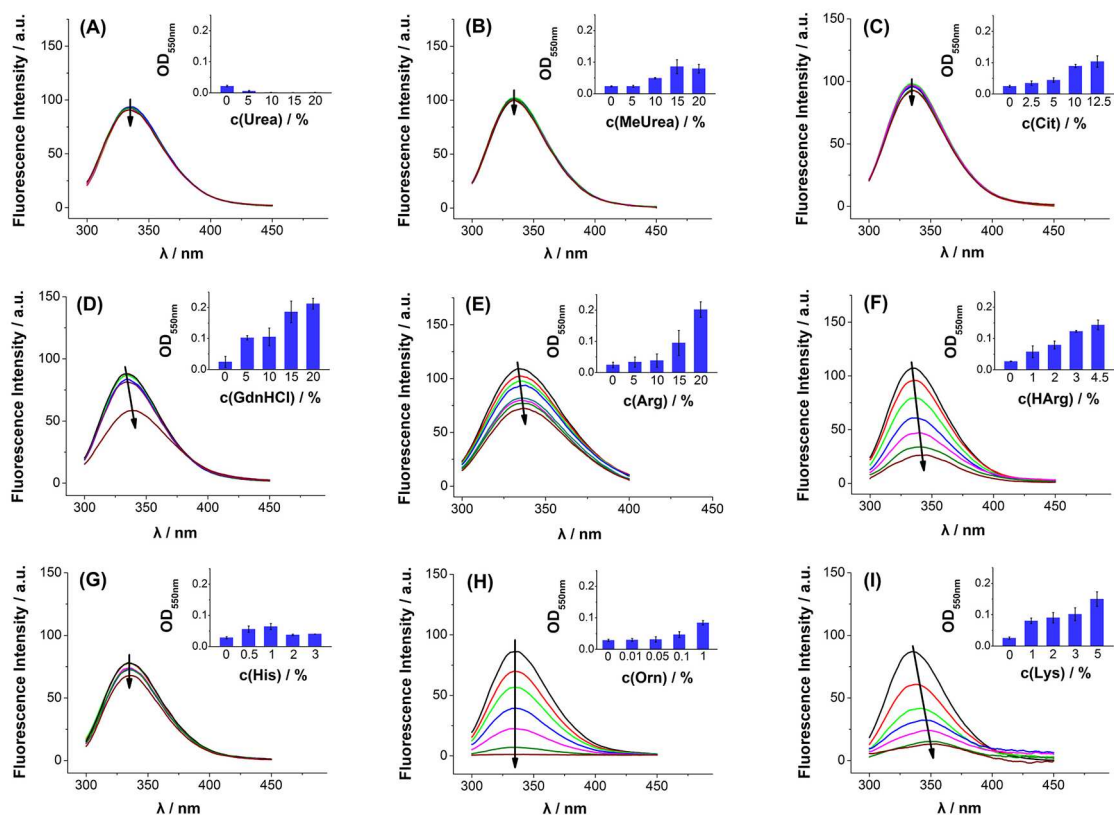 (A)
Fluorescence Intensity / a.u.
150
100
50
0
300 350 400 450
λ / nm
OD550nm
0.2
0.1
0.0
0 5 10 15 20
c(Urea) / %
(B)
Fluorescence Intensity / a.u.
150
100
50
0
300 350 400 450
λ / nm
OD550nm
0.2
0.1
0.0
0 5 10 15 20
c(MeUrea) / %
(C)
Fluorescence Intensity / a.u.
150
100
50
0
300 350 400 450
λ / nm
OD550nm
0.2
0.1
0.0
0 2.5 5 10 12.5
c(Cit) / %
(D)
Fluorescence Intensity / a.u.
150
100
50
0
300 350 400 450
λ / nm
OD550nm
0.2
0.1
0.0
0 5 10 15 20
c(GdnHCl) / %
(E)
Fluorescence Intensity / a.u.
150
125
100
75
50
25
0
300 350 400 450
λ / nm
OD550nm
0.2
0.1
0.0
0 5 10 15 20
c(Arg) / %
(F)
Fluorescence Intensity / a.u.
150
100
50
0
300 350 400 450
λ / nm
OD550nm
0.2
0.1
0.0
0 1 2 3 4.5
c(HArg) / %
(G)
Fluorescence Intensity / a.u.
150
100
50
0
300 350 400 450
λ / nm
OD550nm
0.2
0.1
0.0
0 0.5 1 2 3
c(His) / %
(H)
Fluorescence Intensity / a.u.
150
100
50
0
300 350 400 450
λ / nm
OD550nm
0.2
0.1
0.0
0 0.01 0.05 0.1 1
c(Orn) / %
(I)
Fluorescence Intensity / a.u.
150
100
50
0
300 350 400 450
λ / nm
OD550nm
0.2
0.1
0.0
0 1 2 3 5
c(Lys) / %